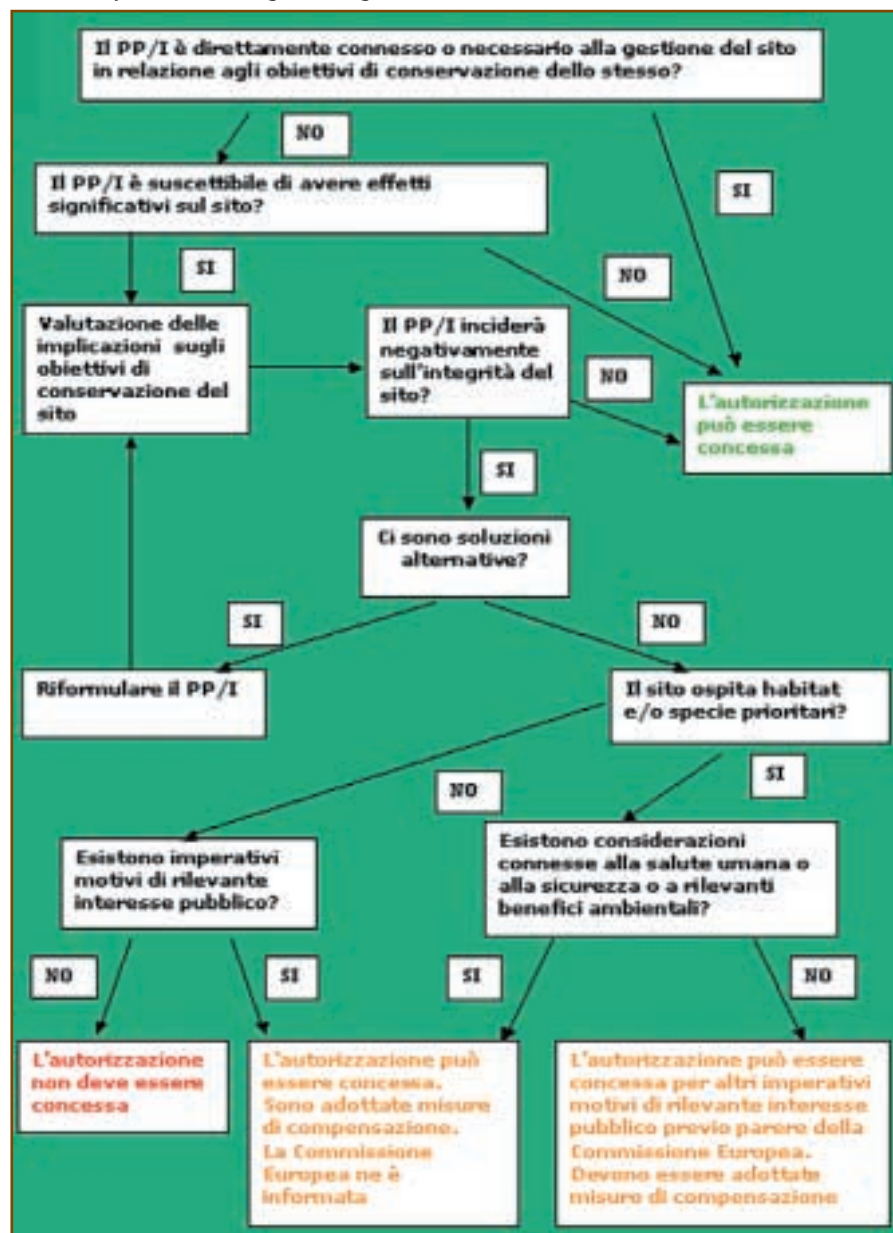 Il PP/I è direttamente connesso o necessario alla gestione del sito
in relazione agli obiettivi di conservazione dello stesso?
NO
SI
Il PP/I è suscettibile di avere effetti
significativi sul sito?
SI
NO
Valutazione delle
implicazioni sugli
obiettivi di
conservazione del
sito
Il PP/I inciderà
negativamente
sull'integrità del
sito?
NO
L'autorizzazione
può essere
concessa
SI
Ci sono soluzioni
alternative?
SI
NO
Riformulare il PP/I
Il sito ospita habitat
e/o specie prioritari?
NO
SI
Esistono imperativi
motivi di rilevante
interesse pubblico?
Esistono considerazioni
connesse alla salute umana o
alla sicurezza o a rilevanti
benefici ambientali?
NO
SI
SI
NO
L'autorizzazione
non deve essere
concessa
L'autorizzazione può
essere concessa.
Sono adottate misure
di compensazione.
La Commissione
Europea ne è
informata
L'autorizzazione può essere
concessa per altri imperativi
motivi di rilevante interesse
pubblico previo parere della
Commissione Europea.
Devono essere adottate
misure di compensazione